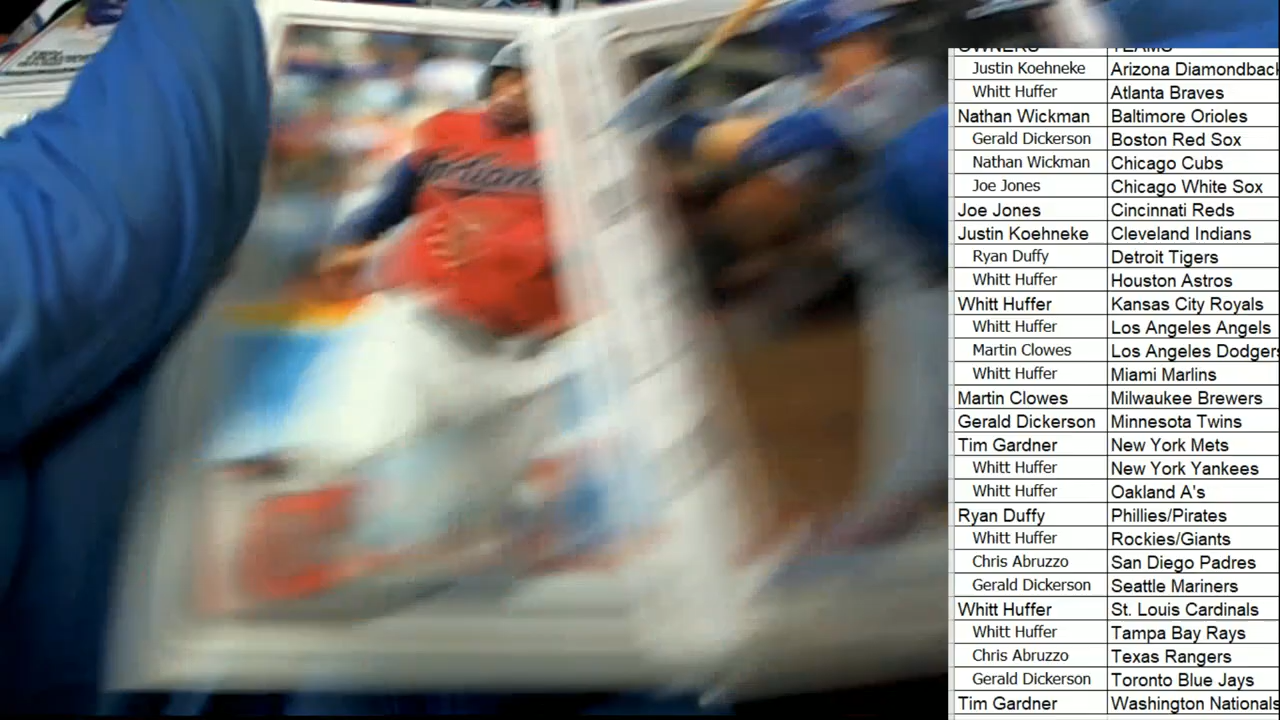 OWNERS TEAMS
Justin Koehneke Arizona Diamondback
Whitt Huffer Atlanta Braves
Nathan Wickman Baltimore Orioles
Gerald Dickerson Boston Red Sox
Nathan Wickman Chicago Cubs
Joe Jones Chicago White Sox
Joe Jones Cincinnati Reds
Justin Koehneke Cleveland Indians
Ryan Duffy Detroit Tigers
Whitt Huffer Houston Astros
Whitt Huffer Kansas City Royals
Whitt Huffer Los Angeles Angels
Martin Clowes Los Angeles Dodgers
Whitt Huffer Miami Marlins
Martin Clowes Milwaukee Brewers
Gerald Dickerson Minnesota Twins
Tim Gardner New York Mets
Whitt Huffer New York Yankees
Whitt Huffer Oakland A's
Ryan Duffy Phillies/Pirates
Whitt Huffer Rockies/Giants
Chris Abruzzo San Diego Padres
Gerald Dickerson Seattle Mariners
Whitt Huffer St. Louis Cardinals
Whitt Huffer Tampa Bay Rays
Chris Abruzzo Texas Rangers
Gerald Dickerson Toronto Blue Jays
Tim Gardner Washington Nationals